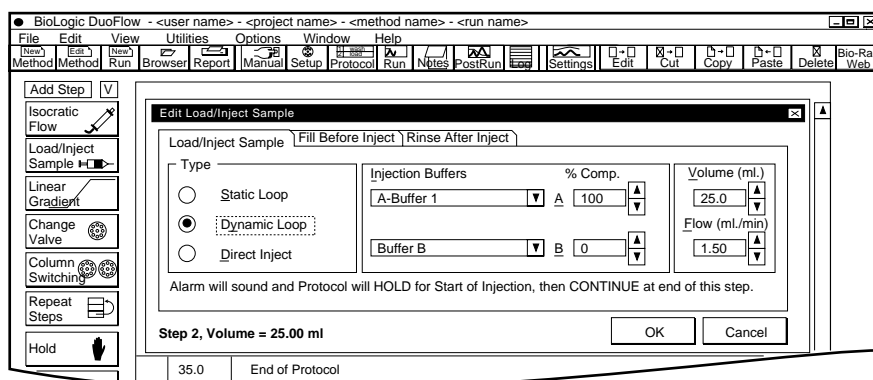 BioLogic DuoFlow - <user name> - <project name> - <method name> - <run name>
File Edit View Utilities Options Window Help
New Edit New
Method Method Run Browser Report Manual Setup Protocol Run Notes PostRun Log Settings Edit Cut Copy Paste Delete Bio-Ra
Web
Add Step V
Isocratic
Flow
Load/Inject
Sample
Linear
Gradient
Change
Valve
Column
Switching
Repeat
Steps
Hold
Edit Load/Inject Sample
Load/Inject Sample Fill Before Inject Rinse After Inject
Type
Static Loop
Dynamic Loop
Direct Inject
Injection Buffers % Comp.
A-Buffer 1 A 100
Buffer B B 0
Volume (ml.)
25.0
Flow (ml./min)
1.50
Alarm will sound and Protocol will HOLD for Start of Injection, then CONTINUE at end of this step.
Step 2, Volume = 25.00 ml
OK Cancel
35.0 End of Protocol